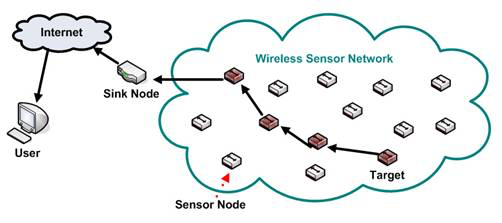 Internet
Wireless Sensor Network
Sink Node
User
Target
Sensor Node